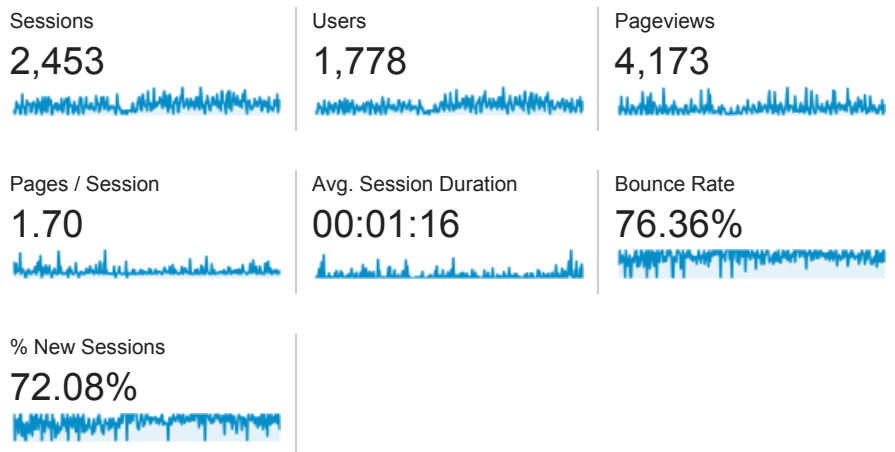 Sessions
2,453
Users
1,778
Pageviews
4,173
Pages / Session
1.70
Avg. Session Duration
00:01:16
Bounce Rate
76.36%
% New Sessions
72.08%